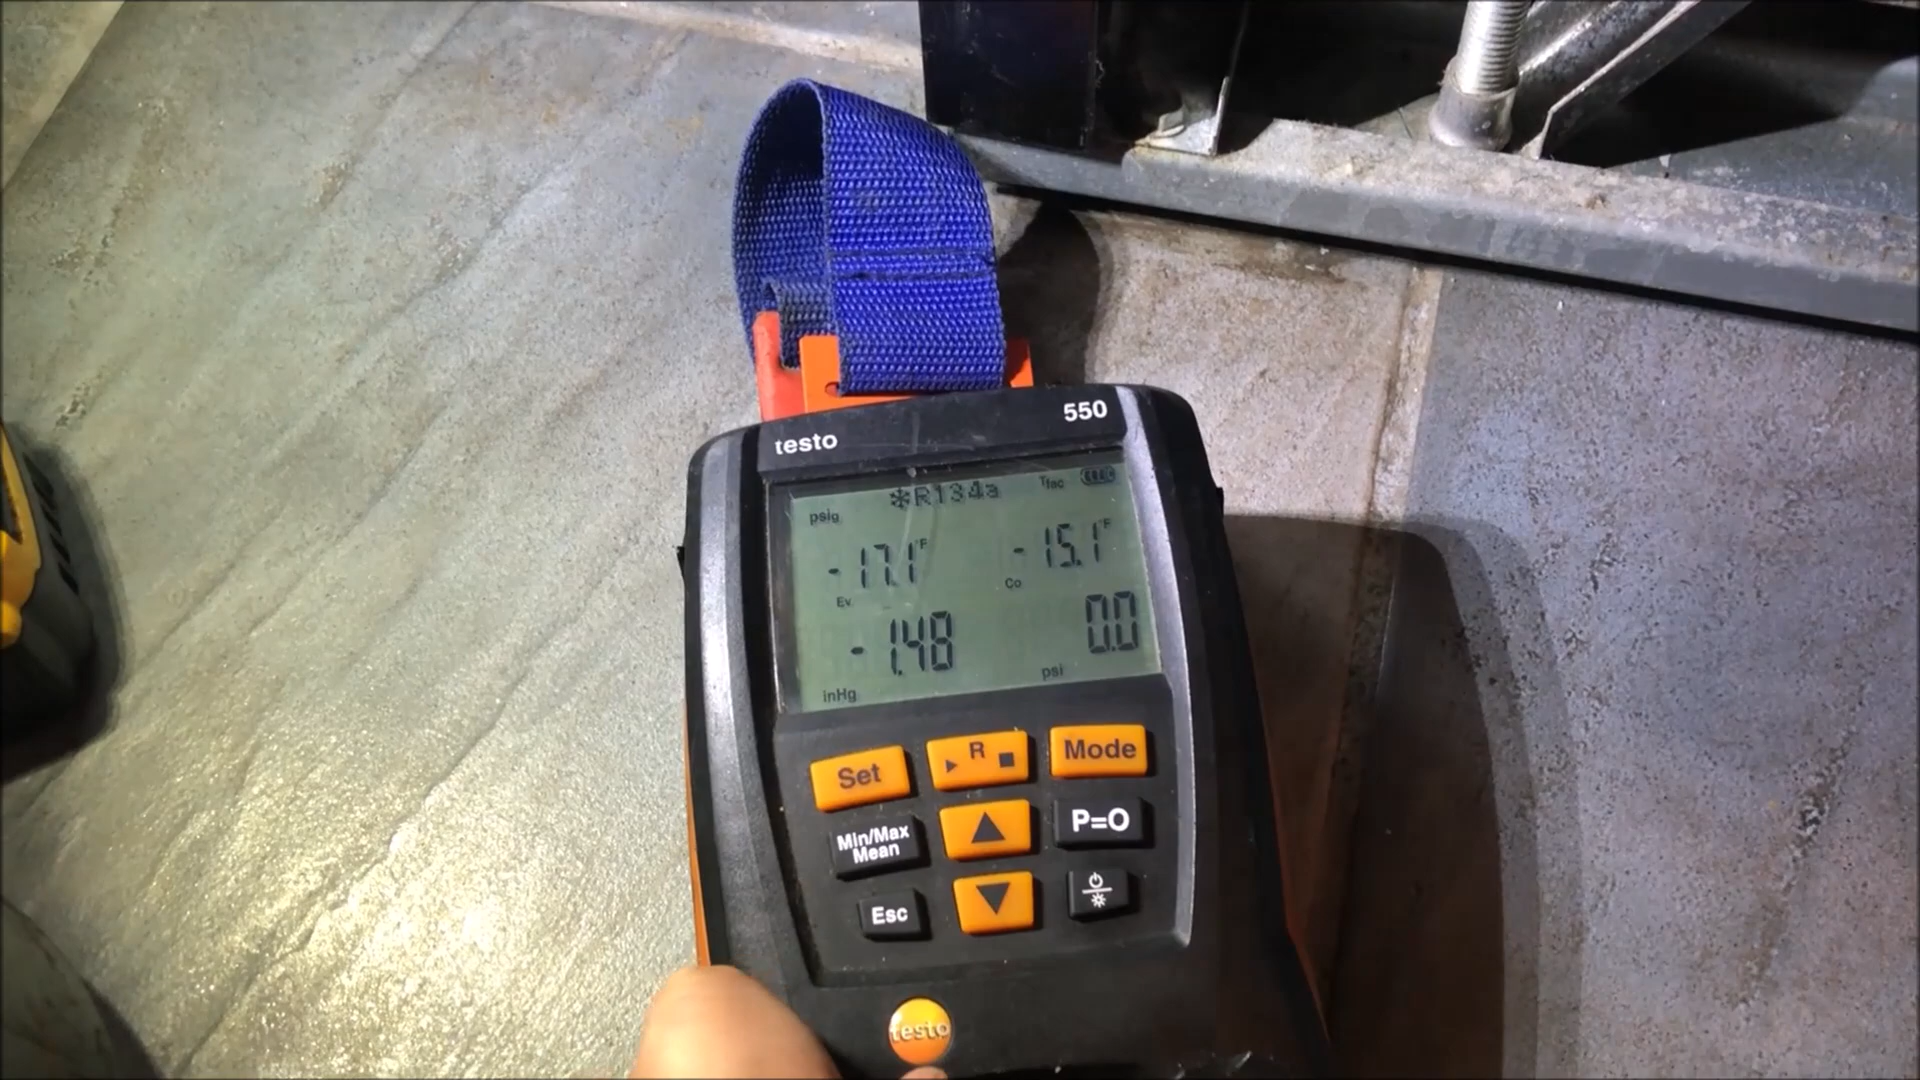 testo 550
R134a Tfac
psig
-17.1°F -15.1°F
Ev Co
-1.48 0.0
inHg psi
Set R Mode
Min/Max
Mean
P=O
Esc
testo